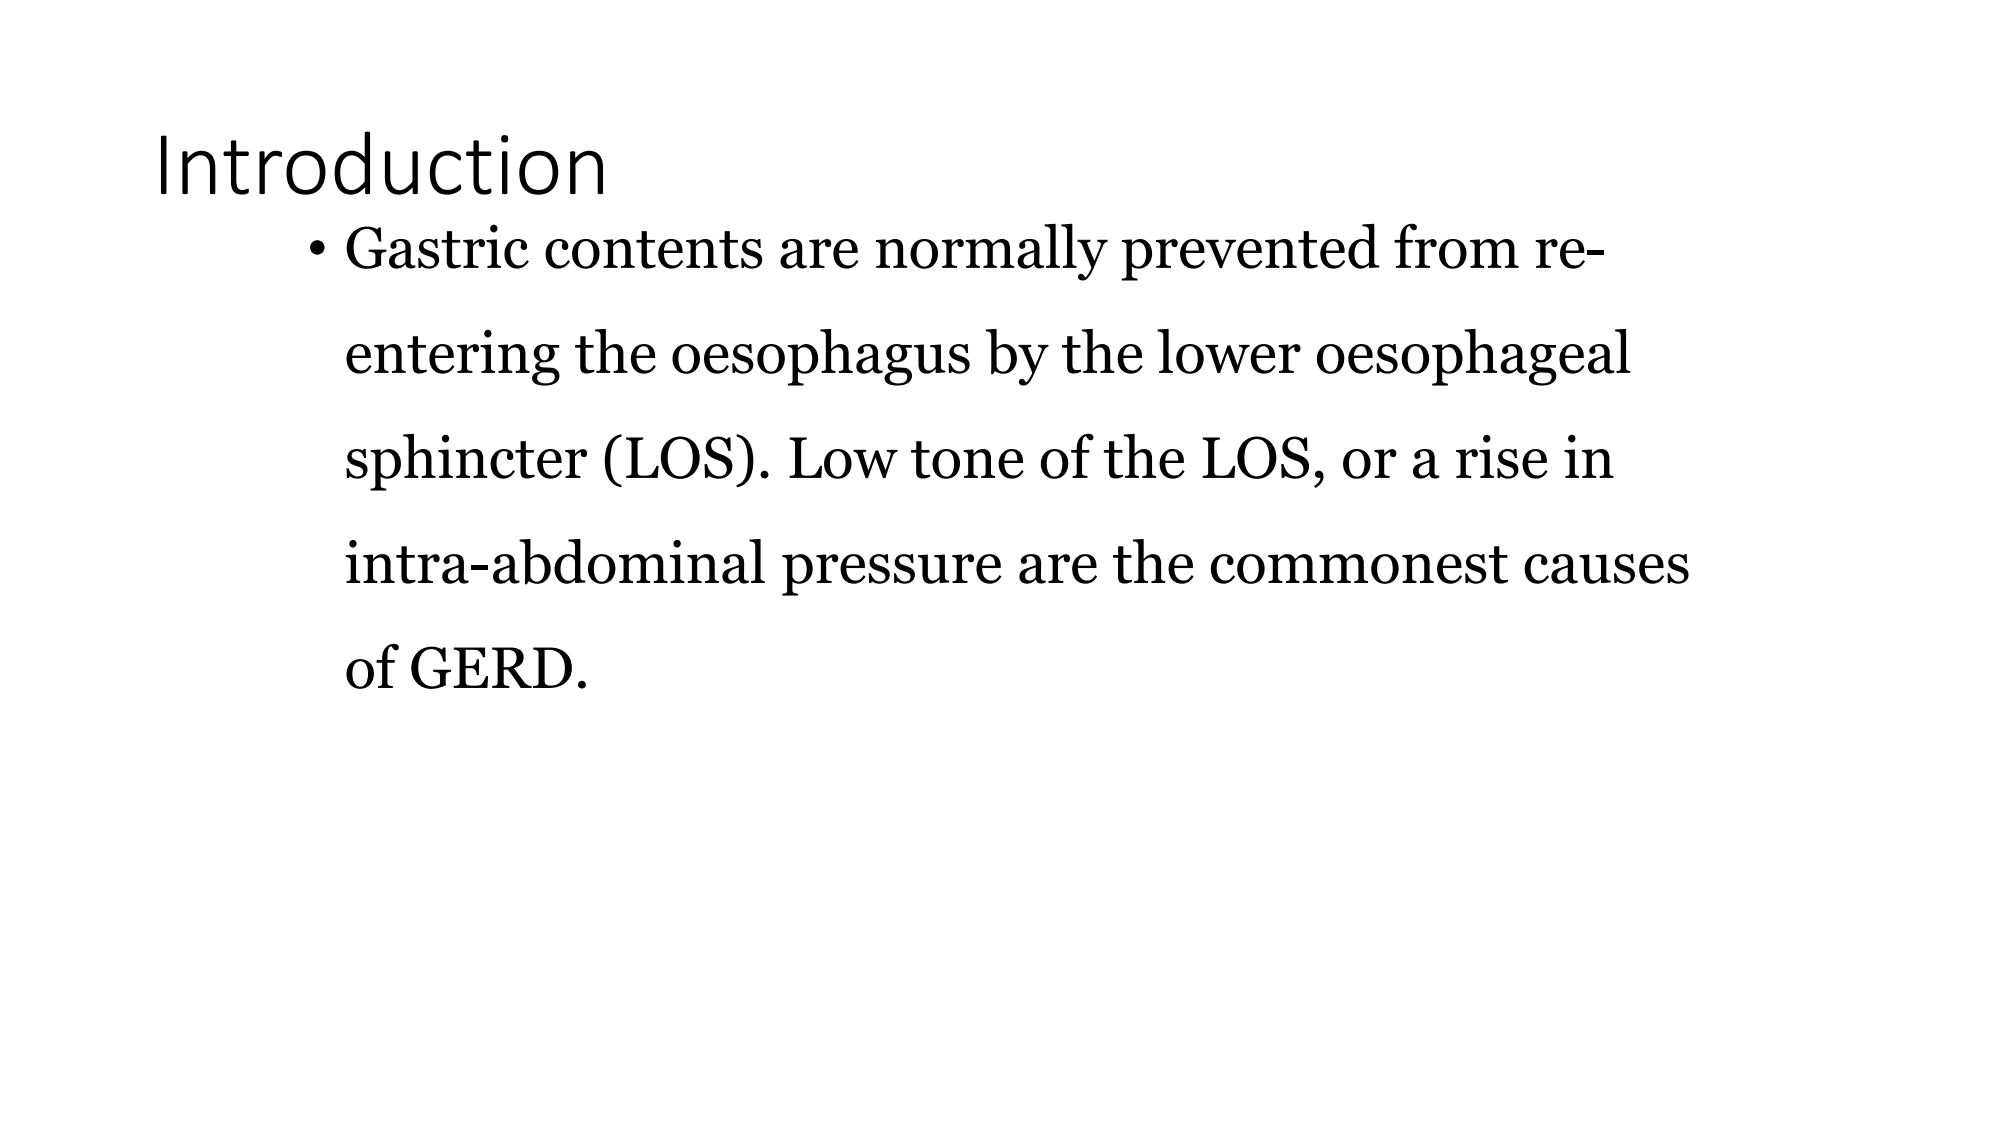 Introduction
• Gastric contents are normally prevented from re-
entering the oesophagus by the lower oesophageal
sphincter (LOS). Low tone of the LOS, or a rise in
intra-abdominal pressure are the commonest causes
of GERD.